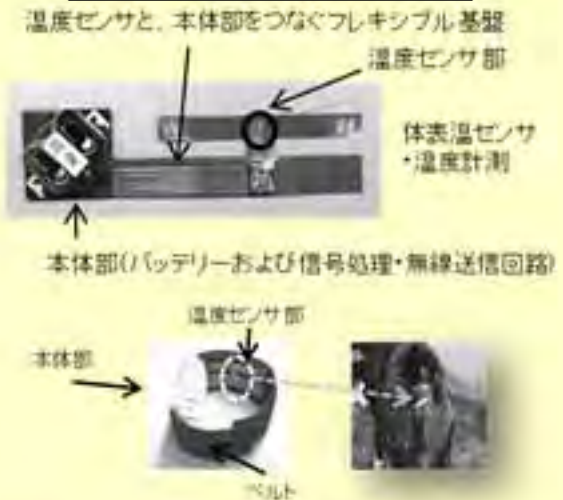 温度センサと、本体部をつなぐフレキシブル基盤
温度センサ部
体表温センサ
・温度計測
本体部(バッテリーおよび信号処理・無線送信回路)
温度センサ部
本体部
ベルト